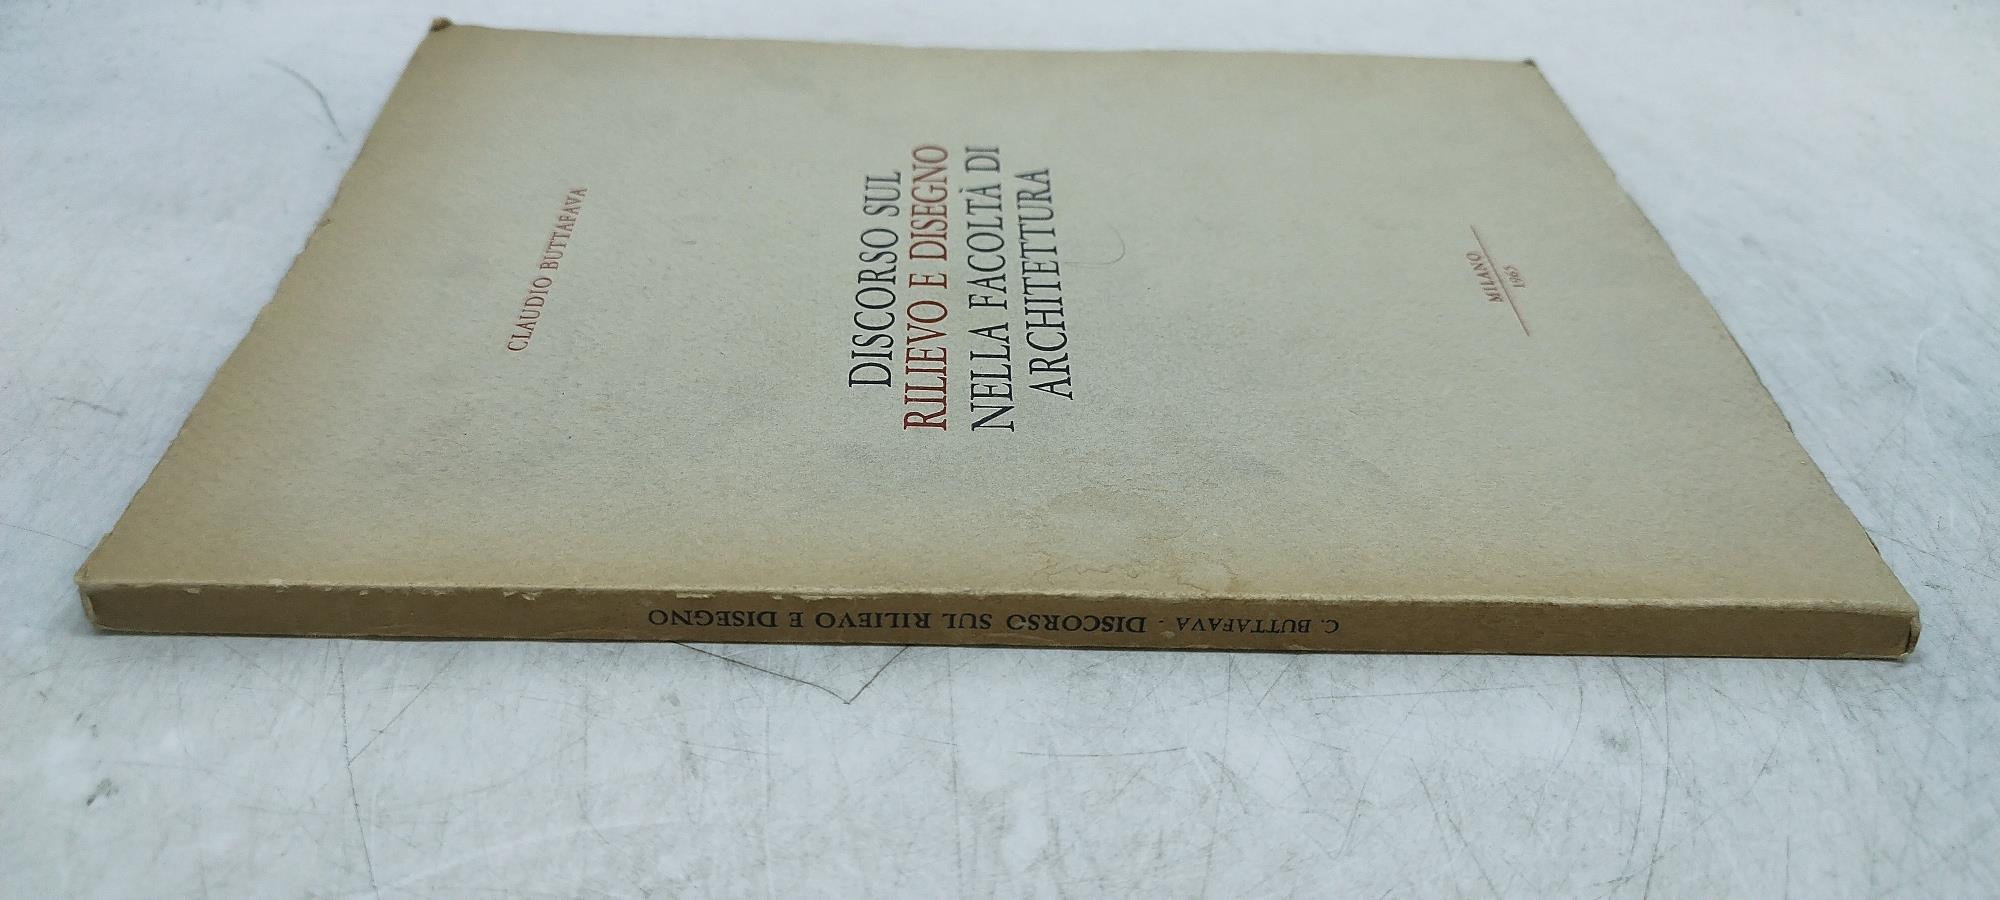 CLAUDIO BUTTAFAVA
DISCORSO SUL
RILIEVO E DISEGNO
NELLA FACOLTÀ DI
ARCHITETTURA
MILANO
1965
C. BUTTAFAVA - DISCORSO SUL RILIEVO E DISEGNO